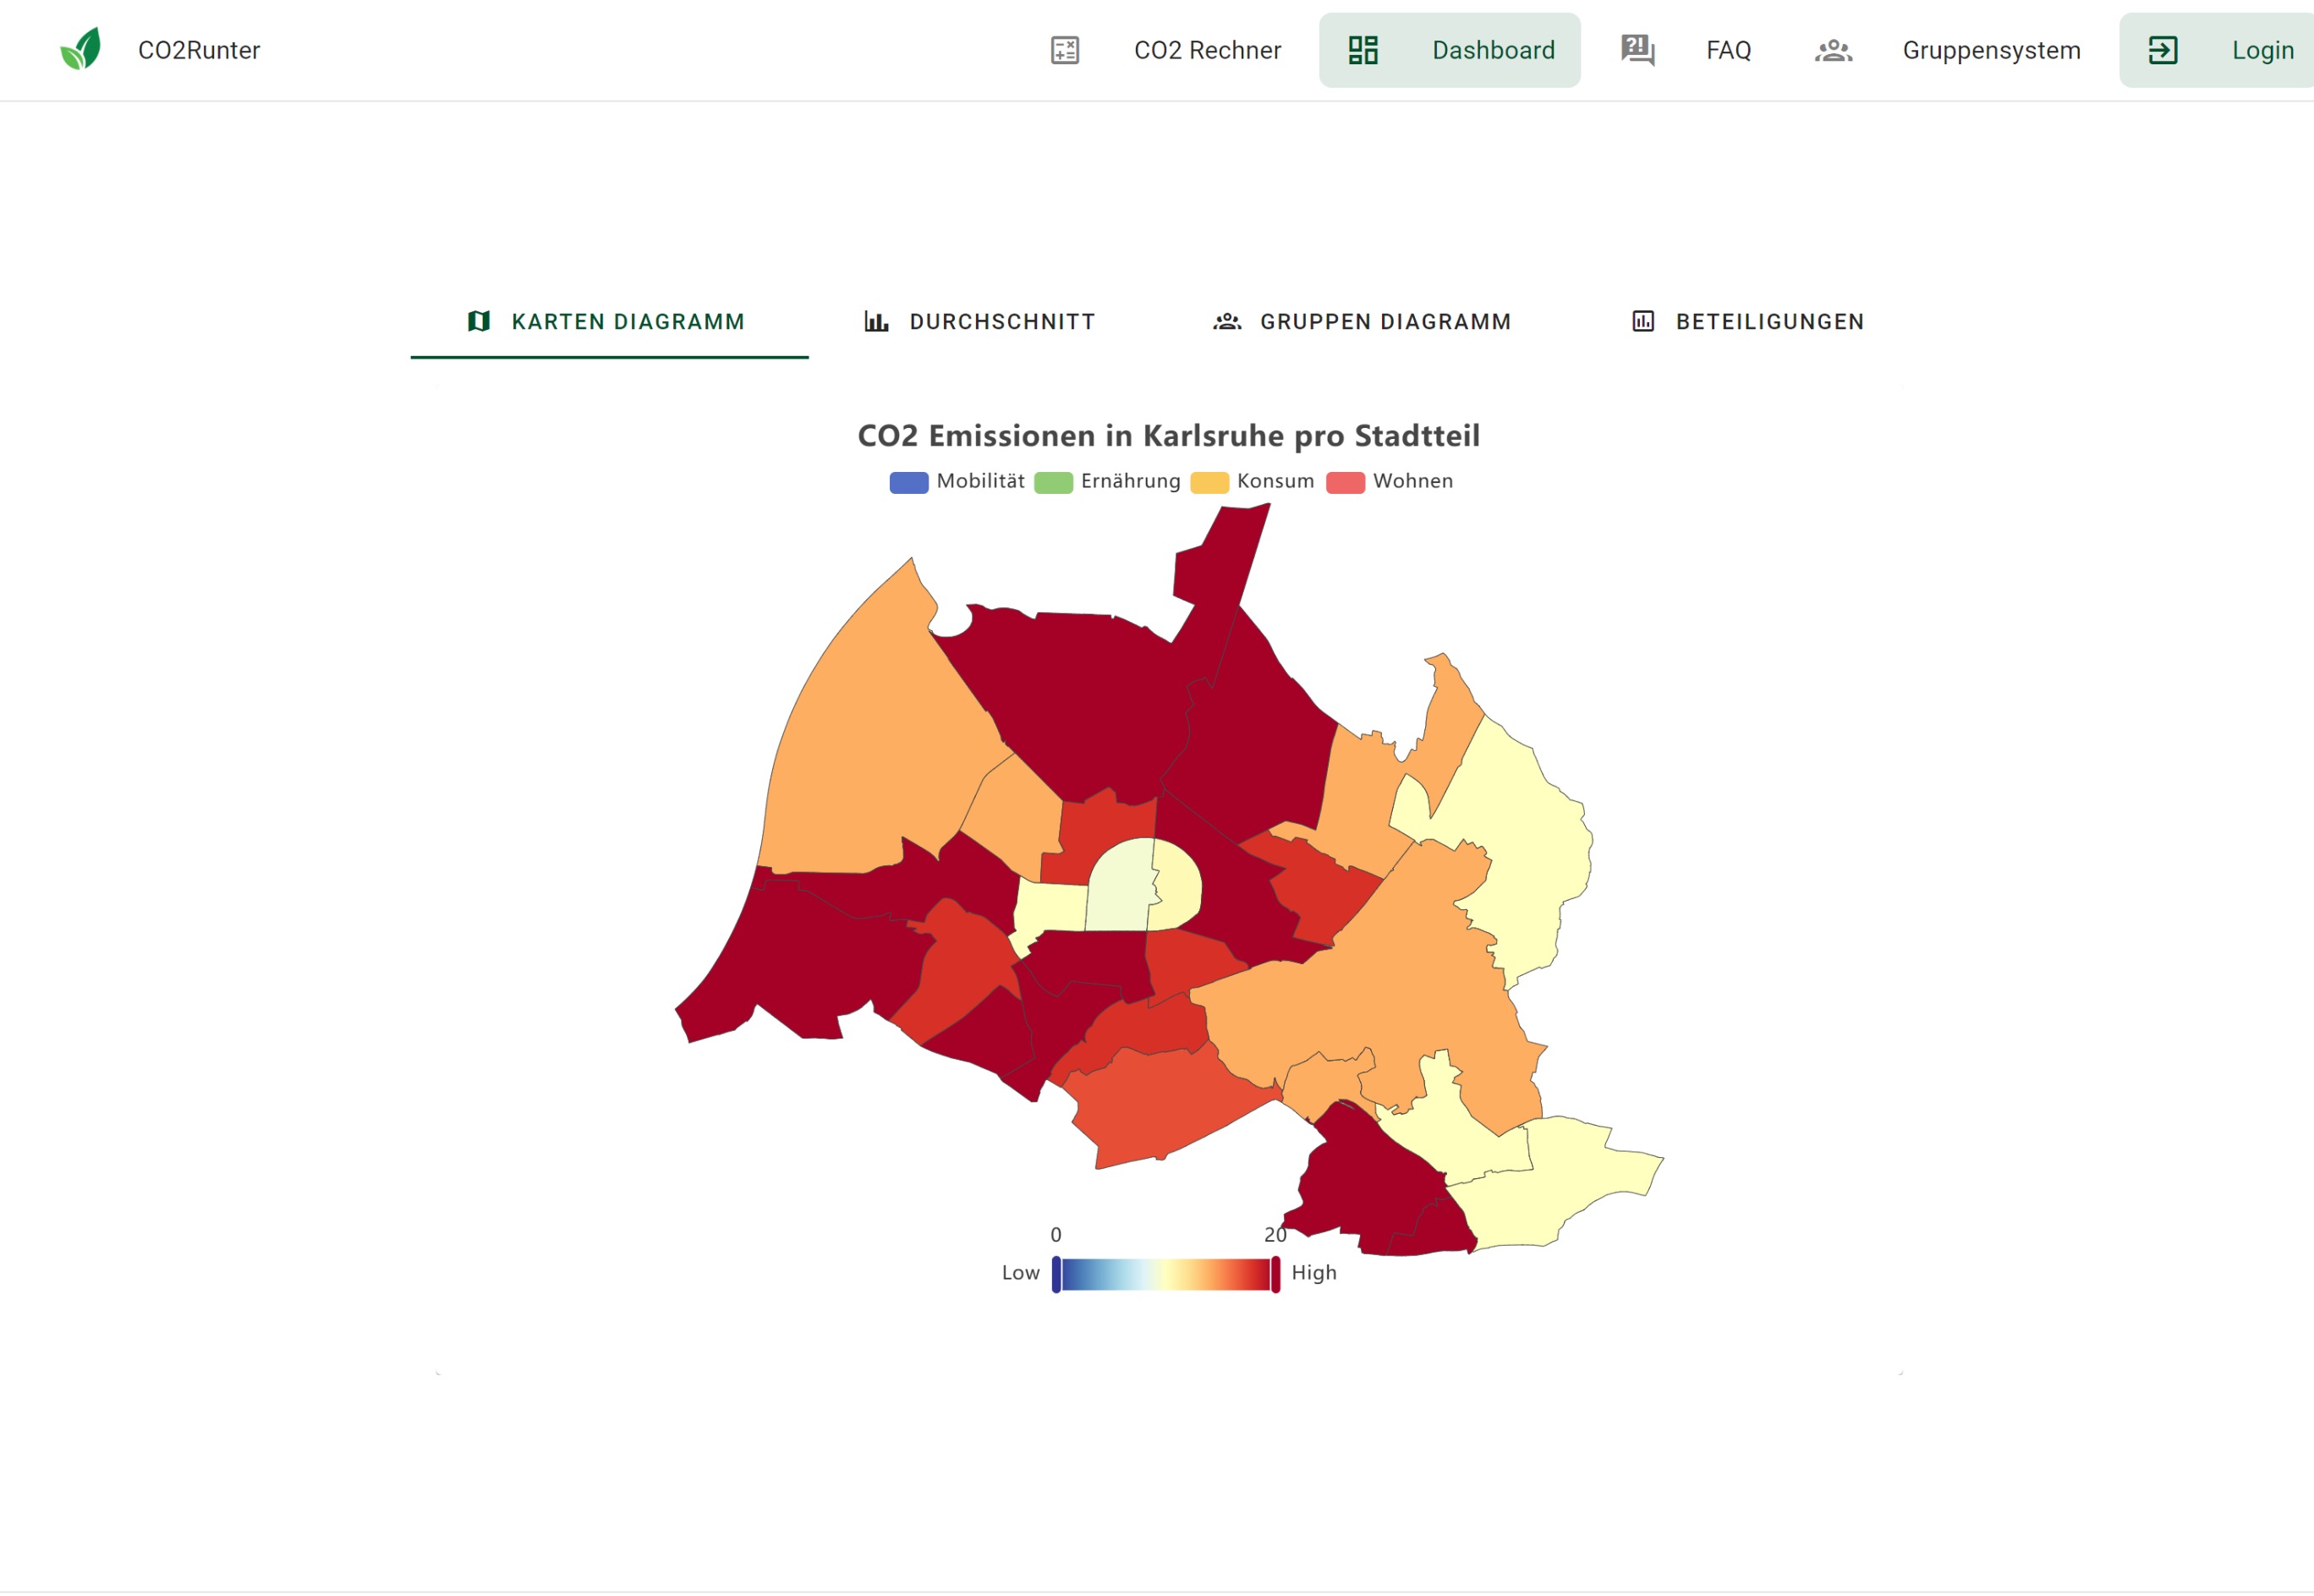 CO2Runter
CO2 Rechner
Dashboard
FAQ
Gruppensystem
Login
KARTEN DIAGRAMM
DURCHSCHNITT
GRUPPEN DIAGRAMM
BETEILIGUNGEN
CO2 Emissionen in Karlsruhe pro Stadtteil
Mobilität Ernährung Konsum Wohnen
0 20
Low High